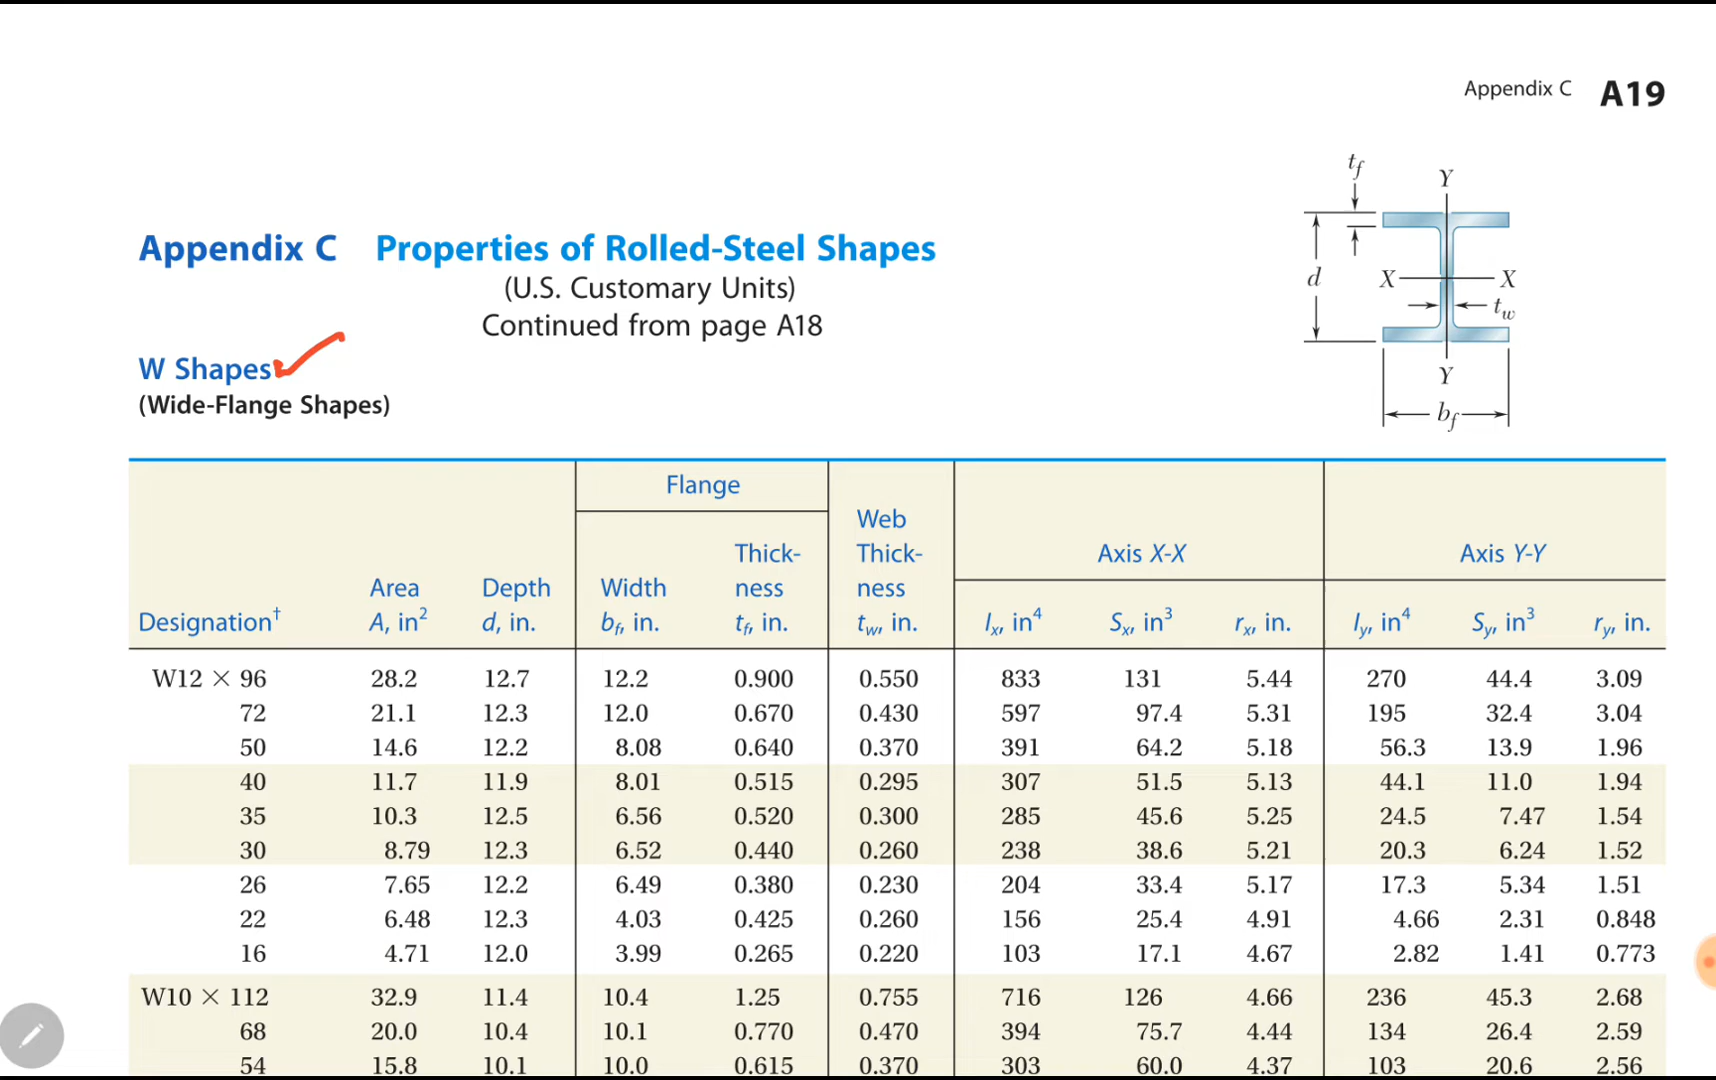 Appendix C A19
Appendix C Properties of Rolled-Steel Shapes
(U.S. Customary Units)
Continued from page A18
W Shapes
(Wide-Flange Shapes)
tf
Y
d
X X
tw
Y
bf
Flange
Web
Thick- Thick- Axis X-X Axis Y-Y
Area Depth Width ness ness
Designation† A, in² d, in. bf, in. tf, in. tw, in. Ix, in⁴ Sx, in³ rx, in. Iy, in⁴ Sy, in³ ry, in.
W12 × 96 28.2 12.7 12.2 0.900 0.550 833 131 5.44 270 44.4 3.09
72 21.1 12.3 12.0 0.670 0.430 597 97.4 5.31 195 32.4 3.04
50 14.6 12.2 8.08 0.640 0.370 391 64.2 5.18 56.3 13.9 1.96
40 11.7 11.9 8.01 0.515 0.295 307 51.5 5.13 44.1 11.0 1.94
35 10.3 12.5 6.56 0.520 0.300 285 45.6 5.25 24.5 7.47 1.54
30 8.79 12.3 6.52 0.440 0.260 238 38.6 5.21 20.3 6.24 1.52
26 7.65 12.2 6.49 0.380 0.230 204 33.4 5.17 17.3 5.34 1.51
22 6.48 12.3 4.03 0.425 0.260 156 25.4 4.91 4.66 2.31 0.848
16 4.71 12.0 3.99 0.265 0.220 103 17.1 4.67 2.82 1.41 0.773
W10 × 112 32.9 11.4 10.4 1.25 0.755 716 126 4.66 236 45.3 2.68
68 20.0 10.4 10.1 0.770 0.470 394 75.7 4.44 134 26.4 2.59
54 15.8 10.1 10.0 0.615 0.370 303 60.0 4.37 103 20.6 2.56